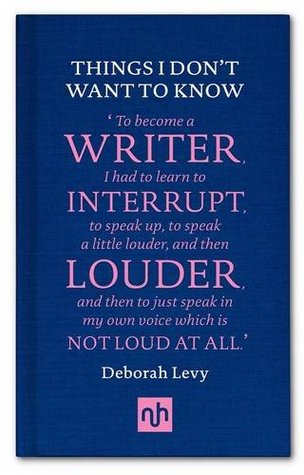 THINGS I DON'T
WANT TO KNOW
‘To become a
WRITER,
I had to learn to
INTERRUPT,
to speak up, to speak
a little louder, and then
LOUDER,
and then to just speak in
my own voice which is
NOT LOUD AT ALL.’
Deborah Levy
nh